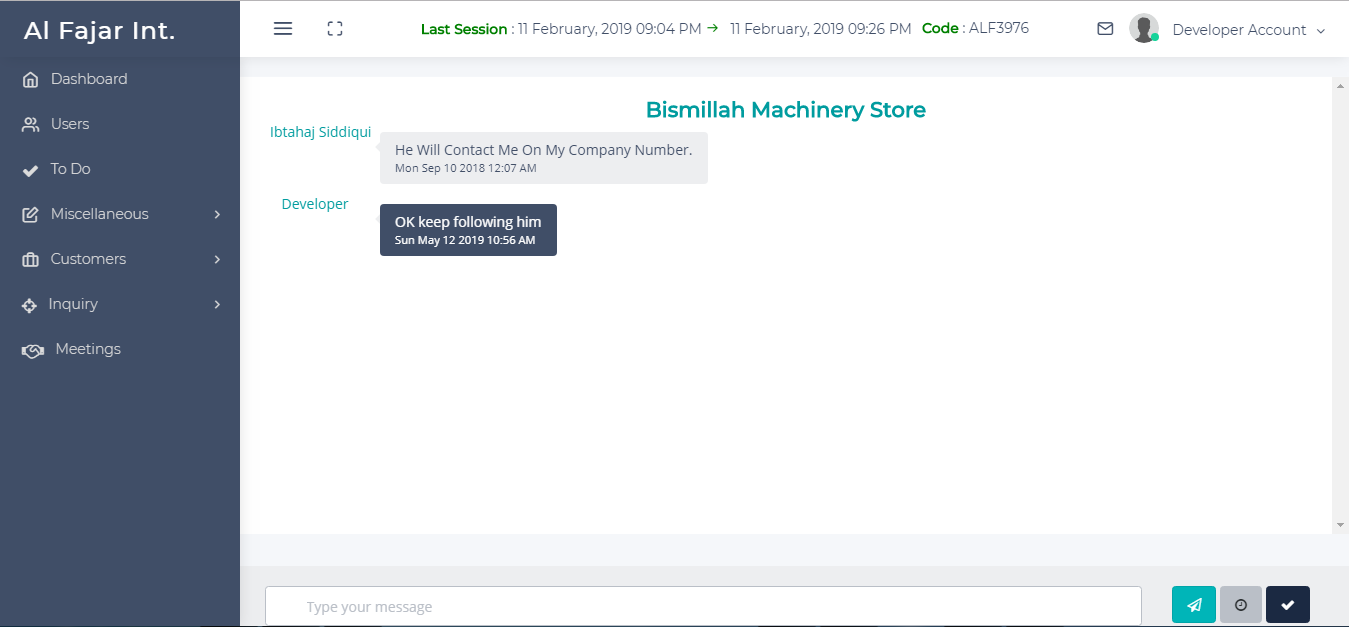 Al Fajar Int.
Last Session : 11 February, 2019 09:04 PM → 11 February, 2019 09:26 PM Code : ALF3976
Developer Account
Dashboard
Users
To Do
Miscellaneous
Customers
Inquiry
Meetings
Bismillah Machinery Store
Ibtahaj Siddiqui
He Will Contact Me On My Company Number.
Mon Sep 10 2018 12:07 AM
Developer
OK keep following him
Sun May 12 2019 10:56 AM
Type your message